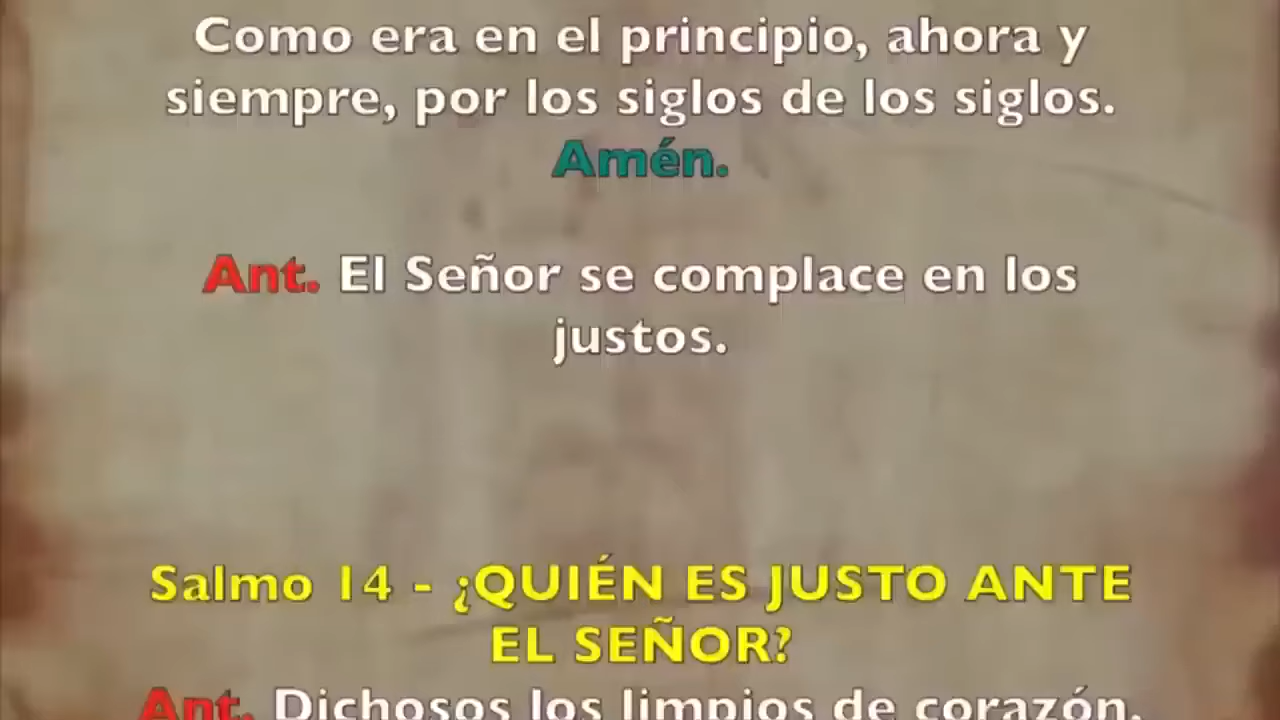 Como era en el principio, ahora y
siempre, por los siglos de los siglos.
Amén.
Ant. El Señor se complace en los
justos.
Salmo 14 - ¿QUIÉN ES JUSTO ANTE
EL SEÑOR?
Ant. Dichosos los limpios de corazón,